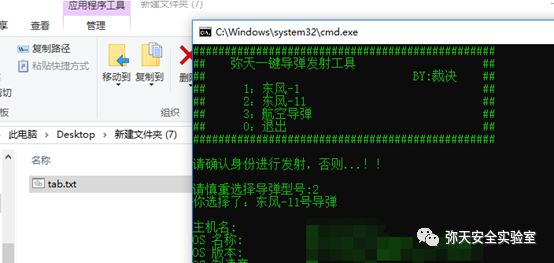 应用程序工具
新建文件夹 (7)
管理
复制路径
粘贴快捷方式
剪切
移动到
复制到
删除
组织
此电脑 › Desktop › 新建文件夹 (7)
名称
tab.txt
C:\Windows\system32\cmd.exe
## 弥天一键导弹发射工具 ##
## BY:裁决 ##
## 1：东风-1 ##
## 2：东风-11 ##
## 3：航空导弹 ##
## 0：退出 ##
请确认身份进行发射，否则...！！
请慎重选择导弹型号:2
你选择了：东风-11号导弹
主机名:
OS 名称:
OS 版本:
OS 制造商
弥天安全实验室